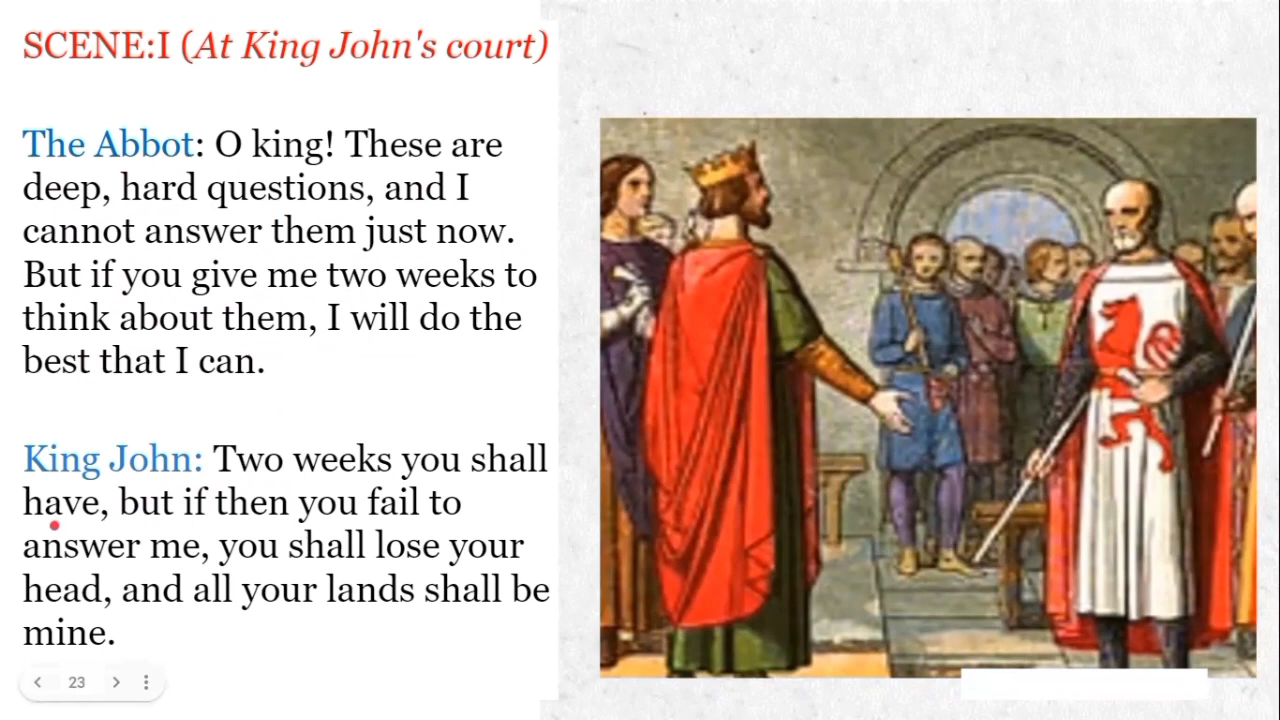 SCENE:I (At King John's court)
The Abbot: O king! These are
deep, hard questions, and I
cannot answer them just now.
But if you give me two weeks to
think about them, I will do the
best that I can.
King John: Two weeks you shall
have, but if then you fail to
answer me, you shall lose your
head, and all your lands shall be
mine.
23